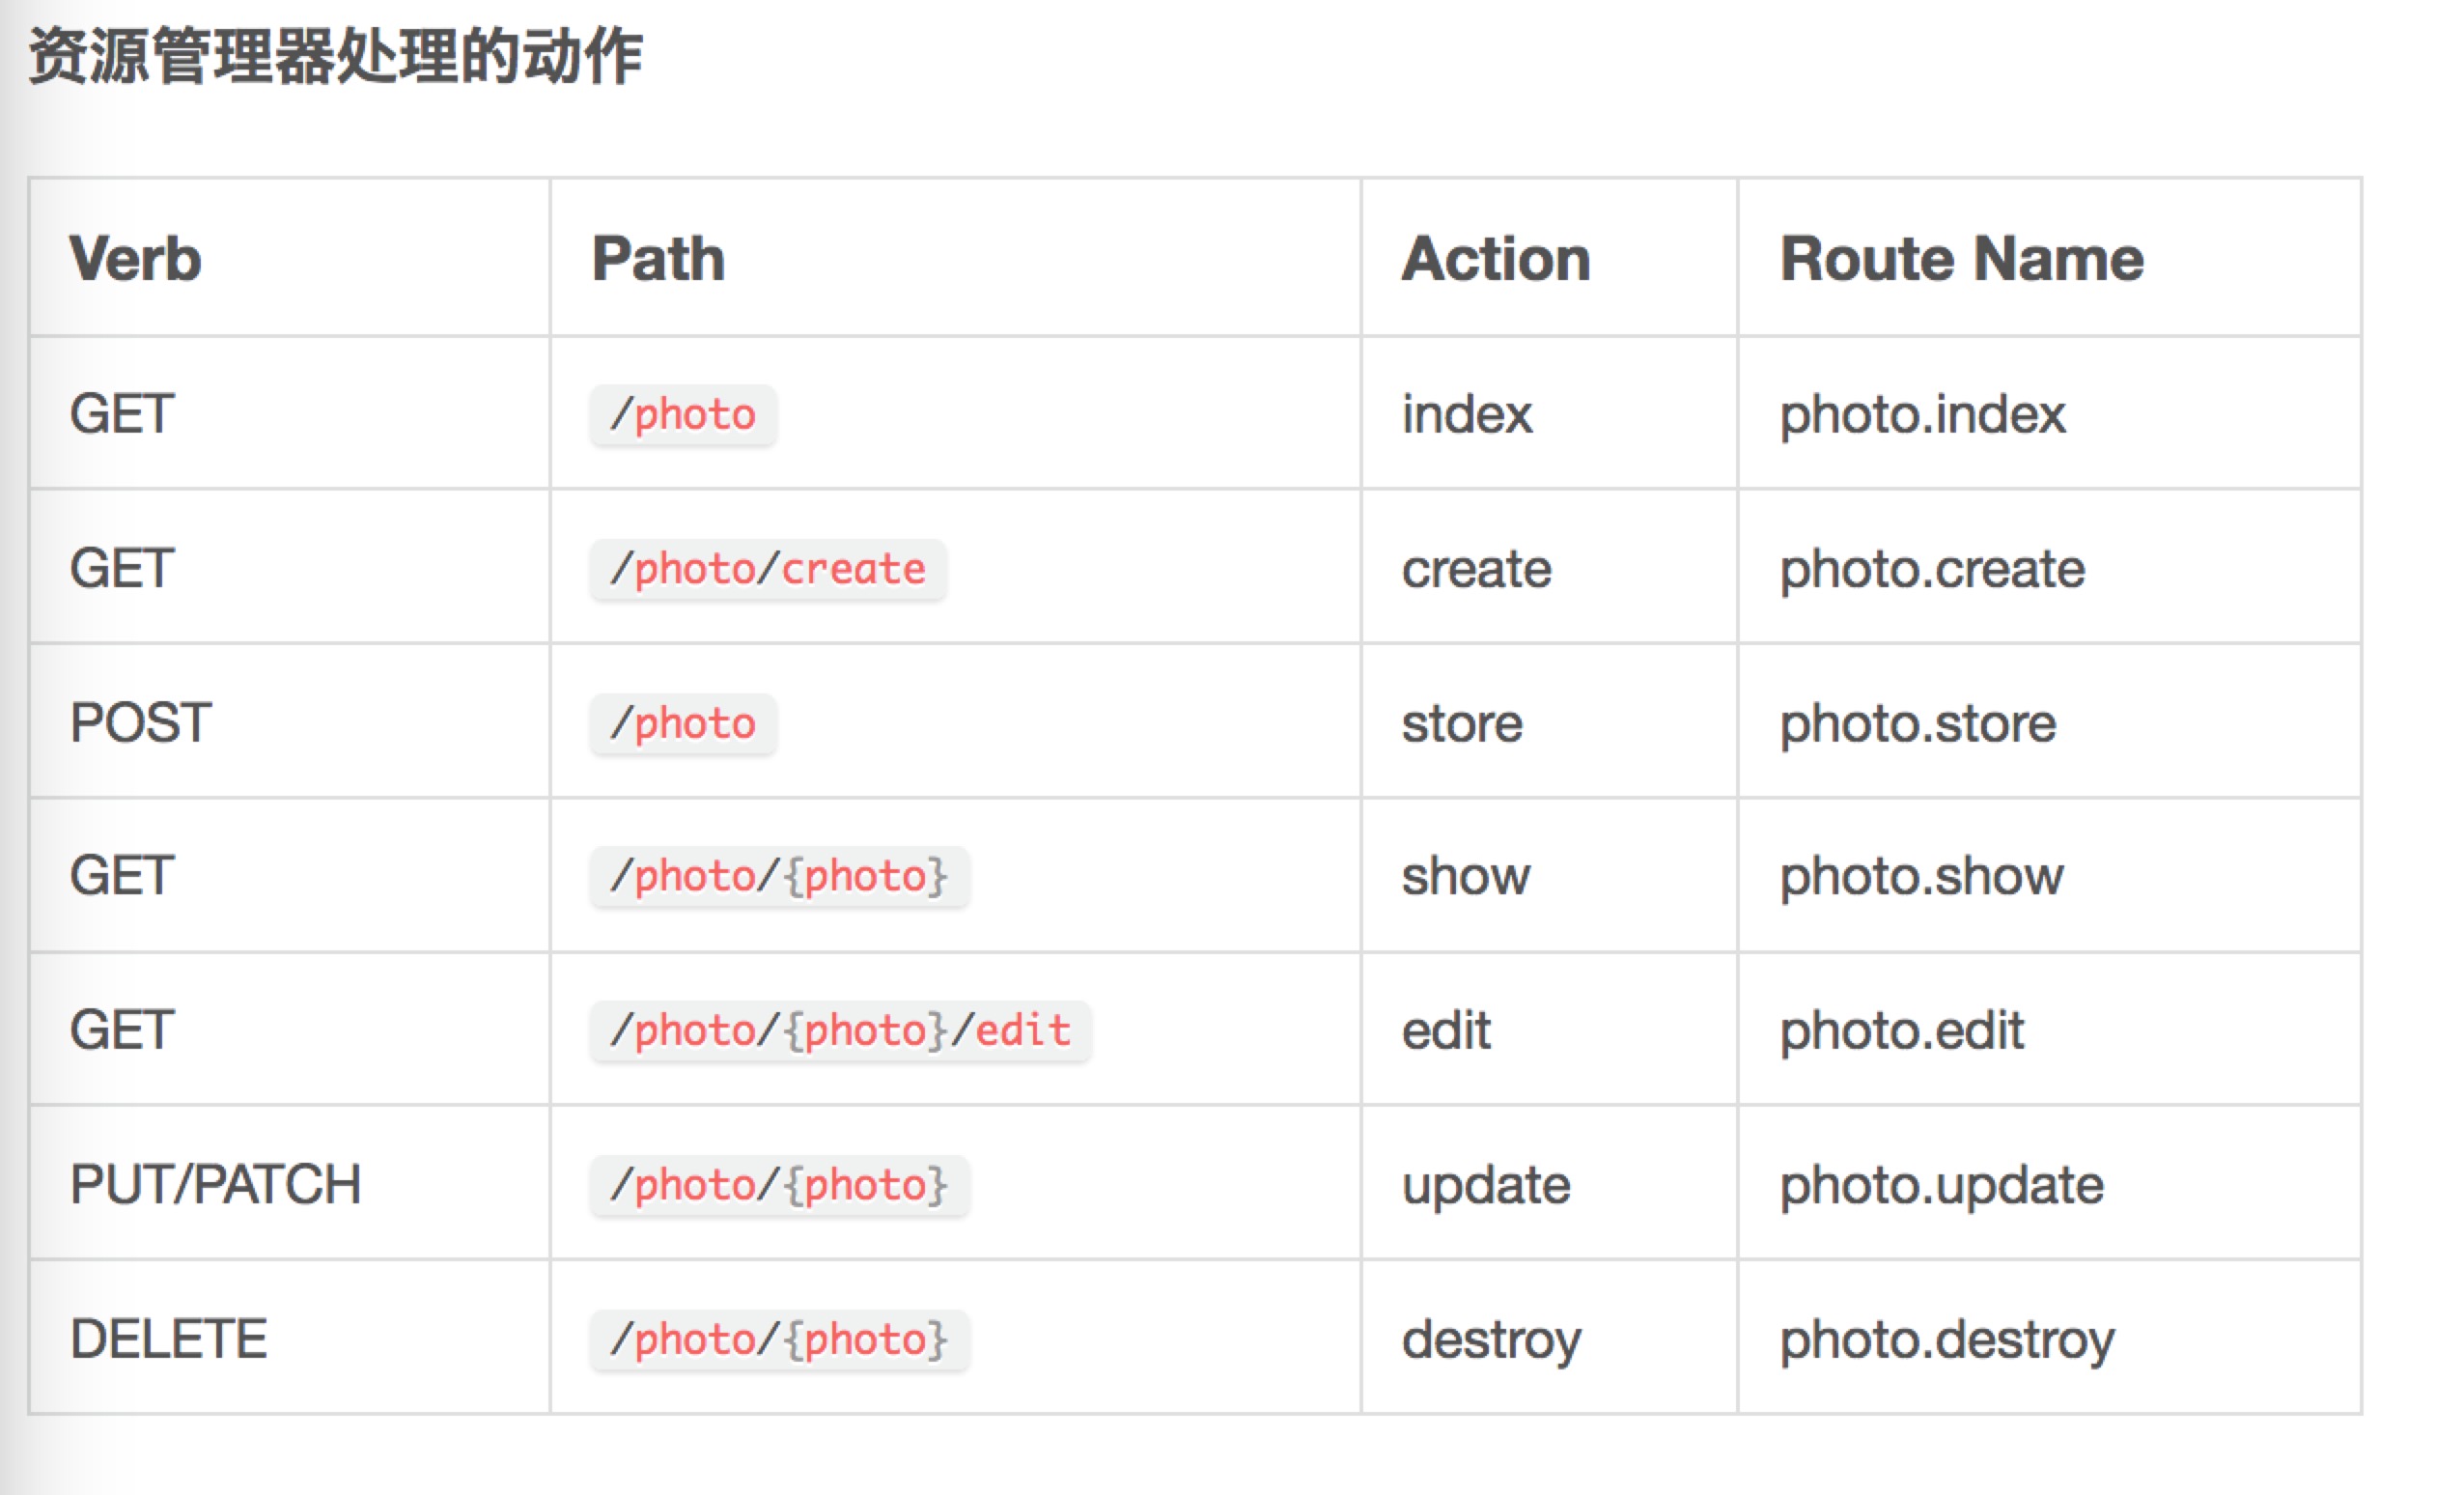 资源管理器处理的动作
Verb Path Action Route Name
GET /photo index photo.index
GET /photo/create create photo.create
POST /photo store photo.store
GET /photo/{photo} show photo.show
GET /photo/{photo}/edit edit photo.edit
PUT/PATCH /photo/{photo} update photo.update
DELETE /photo/{photo} destroy photo.destroy